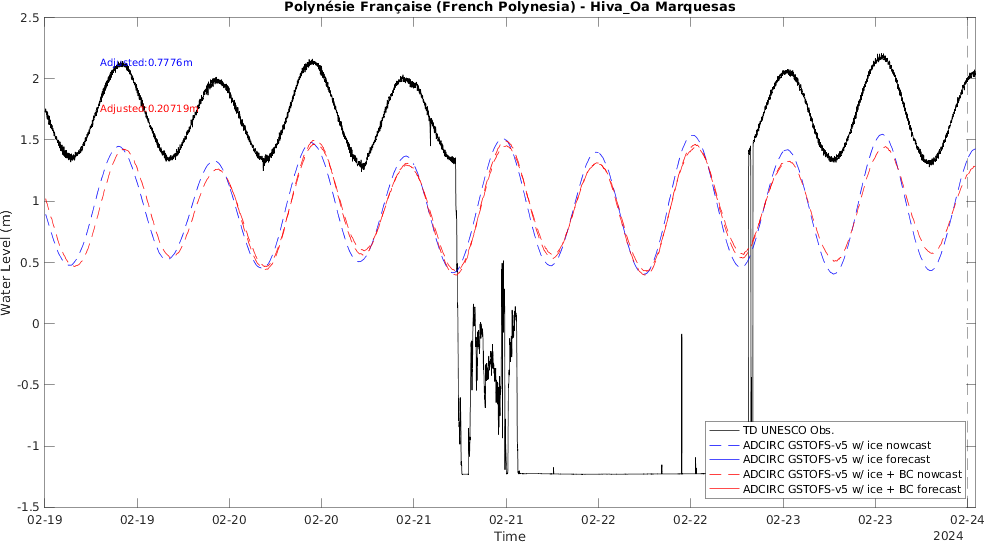 Polynésie Française (French Polynesia) - Hiva_Oa Marquesas
2.5
2
1.5
1
0.5
0
-0.5
-1
-1.5
Water Level (m)
Adjusted:0.7776m
Adjusted:0.20719m
TD UNESCO Obs.
ADCIRC GSTOFS-v5 w/ ice nowcast
ADCIRC GSTOFS-v5 w/ ice forecast
ADCIRC GSTOFS-v5 w/ ice + BC nowcast
ADCIRC GSTOFS-v5 w/ ice + BC forecast
02-19 02-19 02-20 02-20 02-21 02-21 02-22 02-22 02-23 02-23 02-24
Time
2024